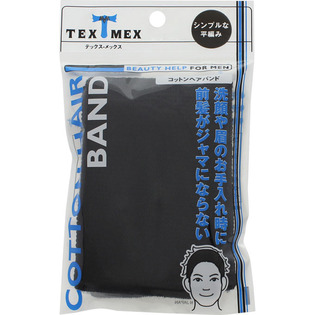 TEXTMEX
テックス・メックス
シンプルな
平編み
BEAUTY HELP FOR MEN
コットンヘアバンド
COTTON HAIR
BAND
洗顔や眉のお手入れ時に
前髪がジャマにならない